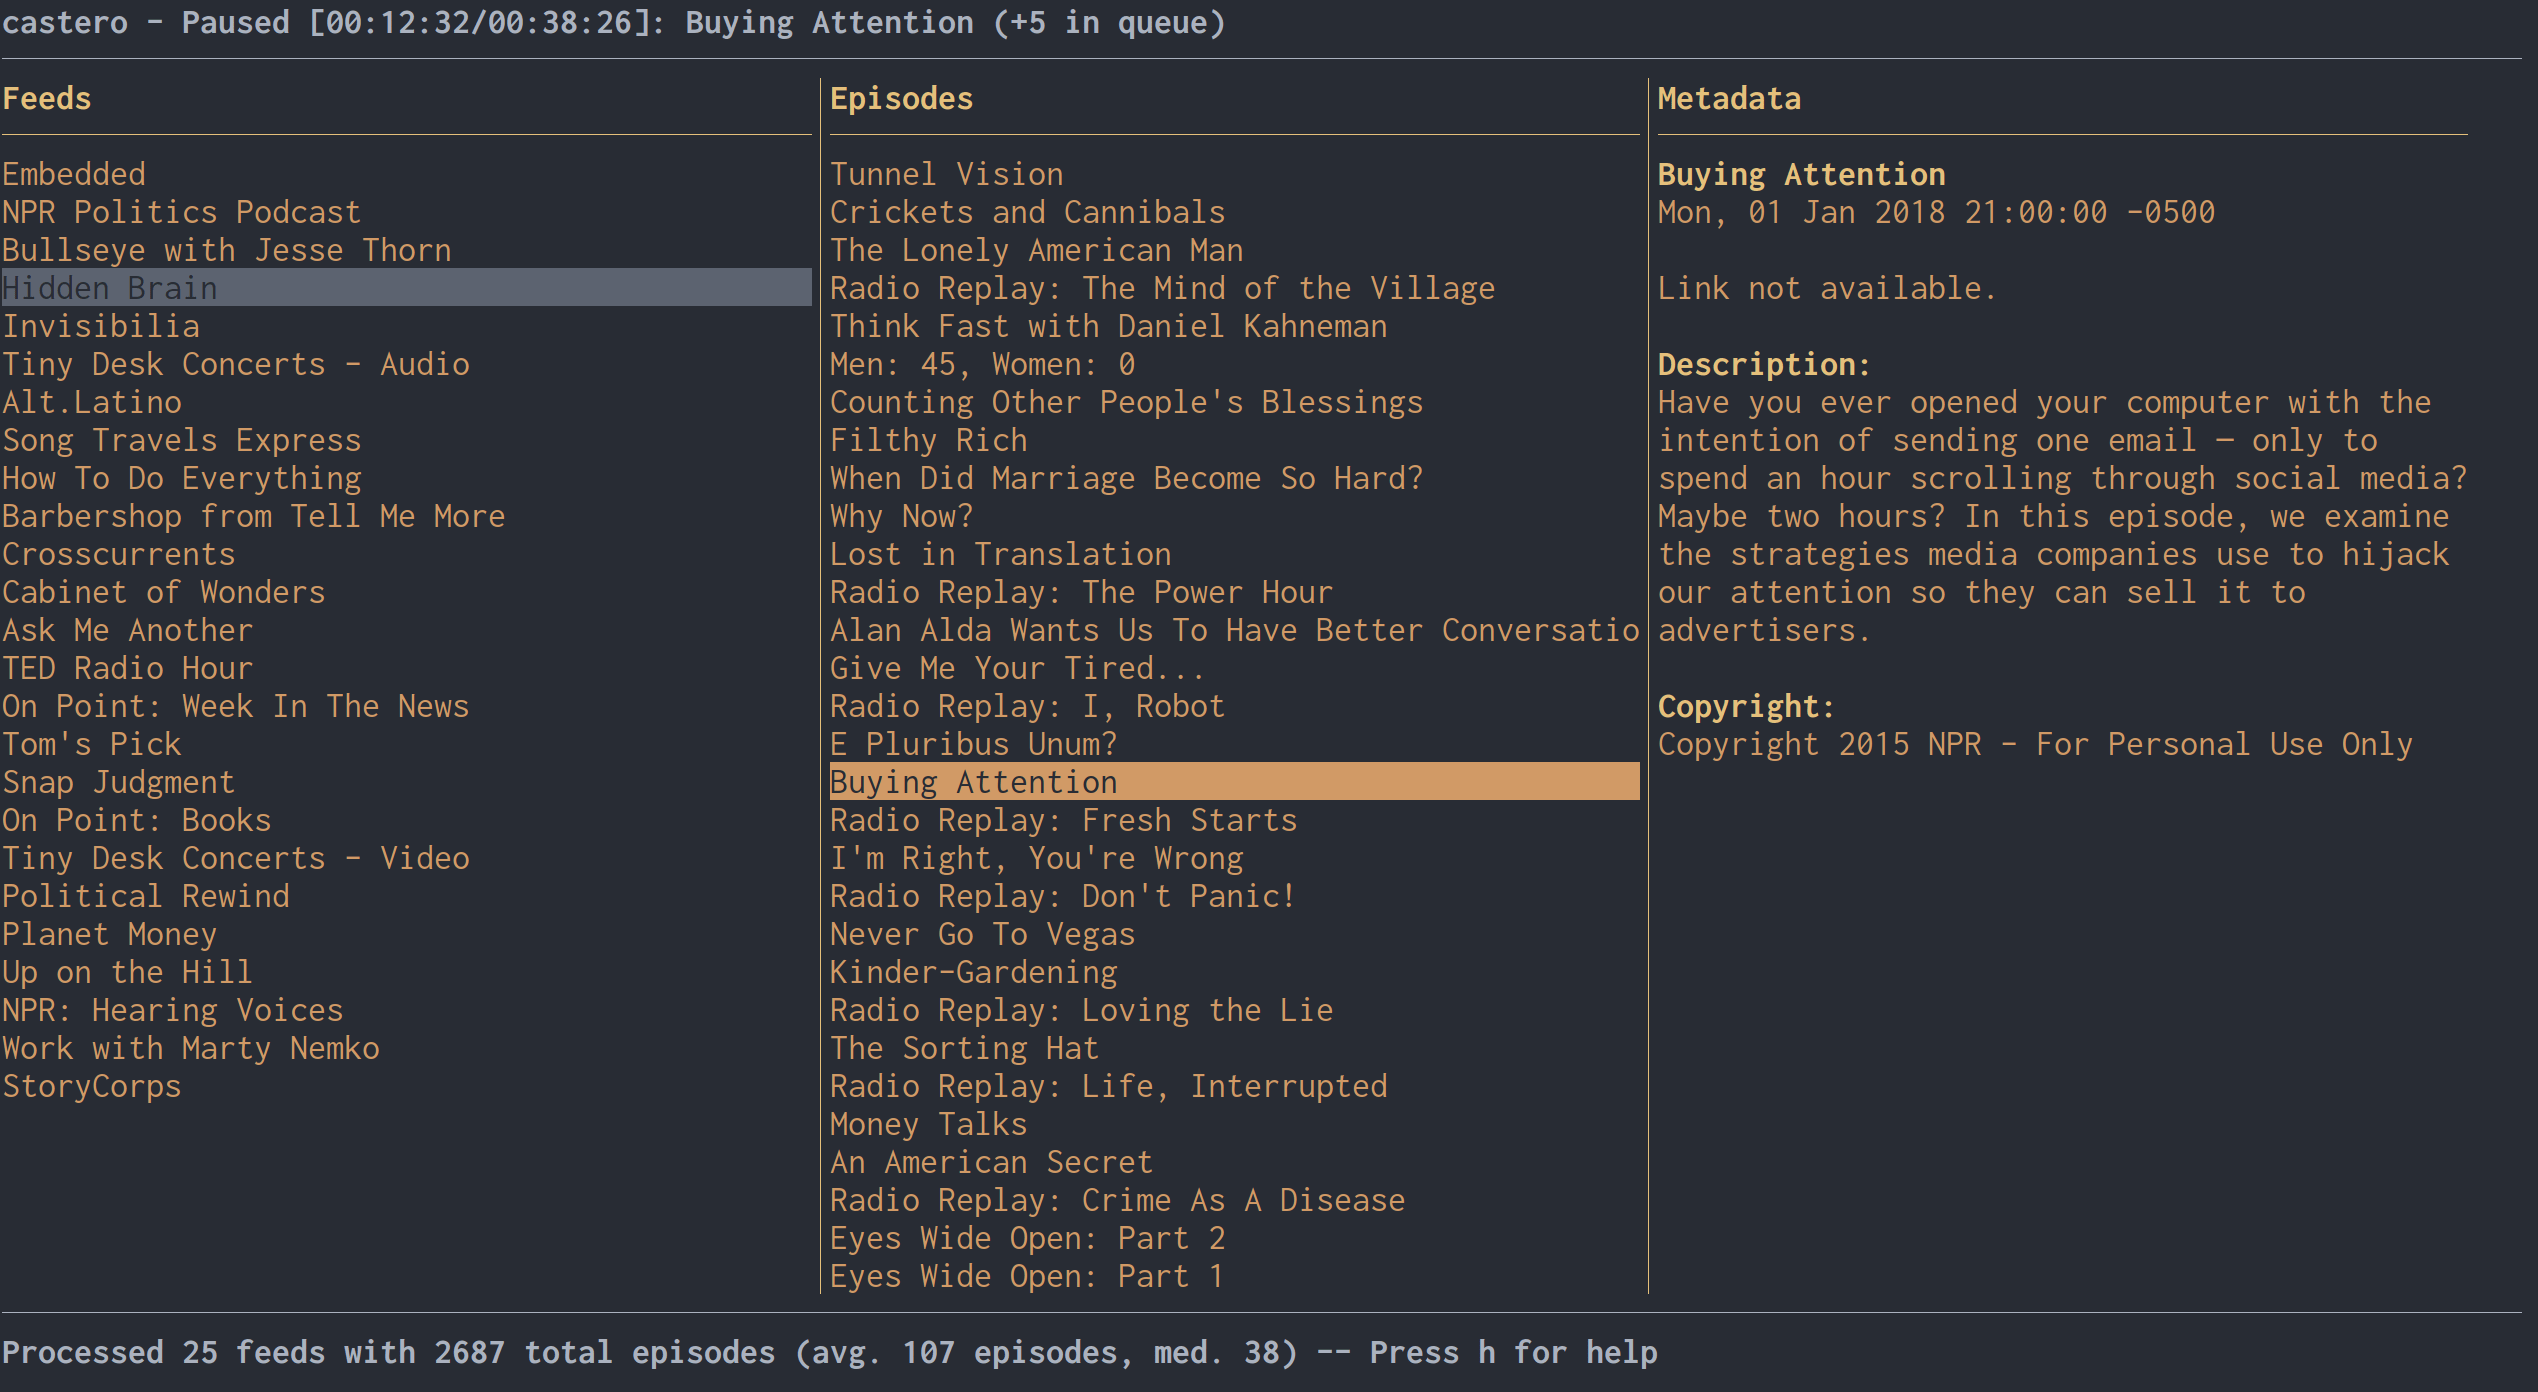 castero - Paused [00:12:32/00:38:26]: Buying Attention (+5 in queue)
Feeds
Embedded
NPR Politics Podcast
Bullseye with Jesse Thorn
Hidden Brain
Invisibilia
Tiny Desk Concerts - Audio
Alt.Latino
Song Travels Express
How To Do Everything
Barbershop from Tell Me More
Crosscurrents
Cabinet of Wonders
Ask Me Another
TED Radio Hour
On Point: Week In The News
Tom's Pick
Snap Judgment
On Point: Books
Tiny Desk Concerts - Video
Political Rewind
Planet Money
Up on the Hill
NPR: Hearing Voices
Work with Marty Nemko
StoryCorps
Episodes
Tunnel Vision
Crickets and Cannibals
The Lonely American Man
Radio Replay: The Mind of the Village
Think Fast with Daniel Kahneman
Men: 45, Women: 0
Counting Other People's Blessings
Filthy Rich
When Did Marriage Become So Hard?
Why Now?
Lost in Translation
Radio Replay: The Power Hour
Alan Alda Wants Us To Have Better Conversatio
Give Me Your Tired...
Radio Replay: I, Robot
E Pluribus Unum?
Buying Attention
Radio Replay: Fresh Starts
I'm Right, You're Wrong
Radio Replay: Don't Panic!
Never Go To Vegas
Kinder-Gardening
Radio Replay: Loving the Lie
The Sorting Hat
Radio Replay: Life, Interrupted
Money Talks
An American Secret
Radio Replay: Crime As A Disease
Eyes Wide Open: Part 2
Eyes Wide Open: Part 1
Metadata
Buying Attention
Mon, 01 Jan 2018 21:00:00 -0500
Link not available.
Description:
Have you ever opened your computer with the
intention of sending one email — only to
spend an hour scrolling through social media?
Maybe two hours? In this episode, we examine
the strategies media companies use to hijack
our attention so they can sell it to
advertisers.
Copyright:
Copyright 2015 NPR - For Personal Use Only
Processed 25 feeds with 2687 total episodes (avg. 107 episodes, med. 38) -- Press h for help